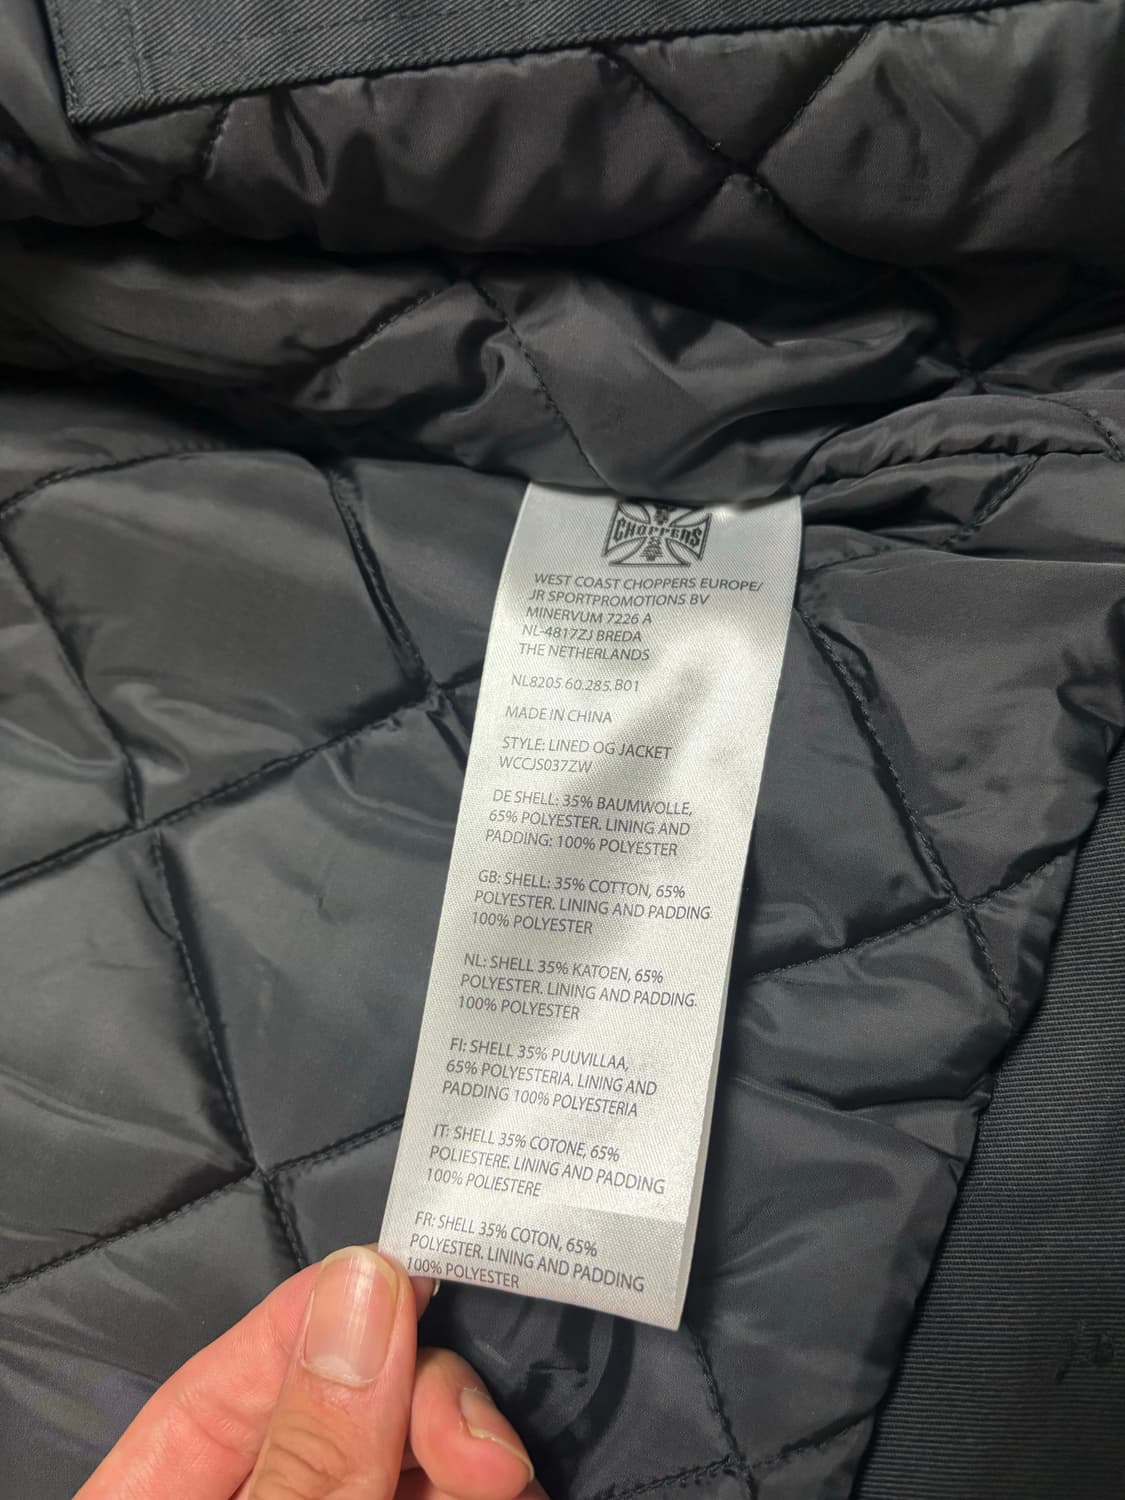 CHOPPERS
WEST COAST CHOPPERS EUROPE/
JR SPORTPROMOTIONS BV
MINERVUM 7226 A
NL-4817ZJ BREDA
THE NETHERLANDS
NL8205.60.285.B01
MADE IN CHINA
STYLE: LINED OG JACKET
WCCJS037ZW
DE SHELL: 35% BAUMWOLLE,
65% POLYESTER. LINING AND
PADDING: 100% POLYESTER
GB: SHELL: 35% COTTON, 65%
POLYESTER. LINING AND PADDING
100% POLYESTER
NL: SHELL 35% KATOEN, 65%
POLYESTER. LINING AND PADDING.
100% POLYESTER
FI: SHELL 35% PUUVILLAA,
65% POLYESTERIA. LINING AND
PADDING 100% POLYESTERIA
IT: SHELL 35% COTONE, 65%
POLIESTERE. LINING AND PADDING
100% POLIESTERE
FR: SHELL 35% COTON, 65%
POLYESTER. LINING AND PADDING
100% POLYESTER